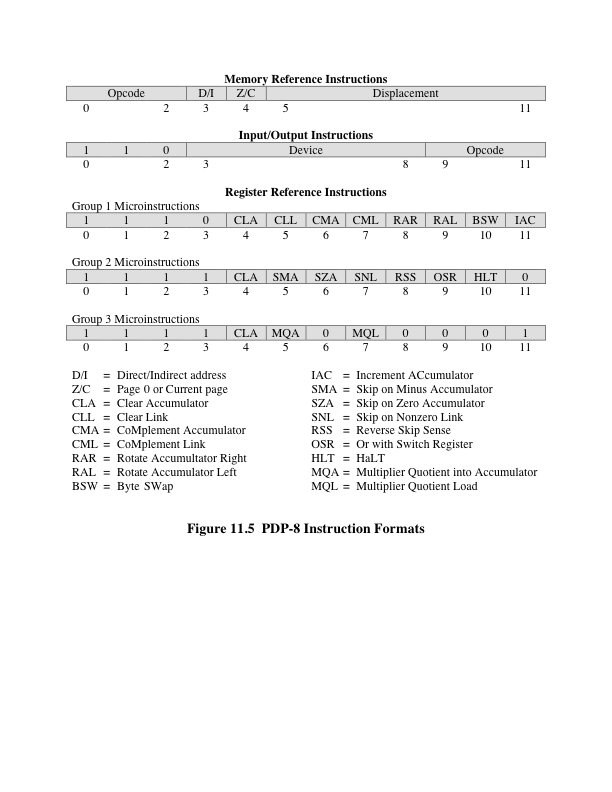 Memory Reference Instructions
Opcode D/I Z/C Displacement
0 2 3 4 5 11
Input/Output Instructions
1 1 0 Device Opcode
0 2 3 8 9 11
Register Reference Instructions
Group 1 Microinstructions
1 1 1 0 CLA CLL CMA CML RAR RAL BSW IAC
0 1 2 3 4 5 6 7 8 9 10 11
Group 2 Microinstructions
1 1 1 1 CLA SMA SZA SNL RSS OSR HLT 0
0 1 2 3 4 5 6 7 8 9 10 11
Group 3 Microinstructions
1 1 1 1 CLA MQA 0 MQL 0 0 0 1
0 1 2 3 4 5 6 7 8 9 10 11
D/I = Direct/Indirect address
Z/C = Page 0 or Current page
CLA = Clear Accumulator
CLL = Clear Link
CMA = CoMplement Accumulator
CML = CoMplement Link
RAR = Rotate Accumultator Right
RAL = Rotate Accumulator Left
BSW = Byte SWap
IAC = Increment ACcumulator
SMA = Skip on Minus Accumulator
SZA = Skip on Zero Accumulator
SNL = Skip on Nonzero Link
RSS = Reverse Skip Sense
OSR = Or with Switch Register
HLT = HaLT
MQA = Multiplier Quotient into Accumulator
MQL = Multiplier Quotient Load
Figure 11.5 PDP-8 Instruction Formats